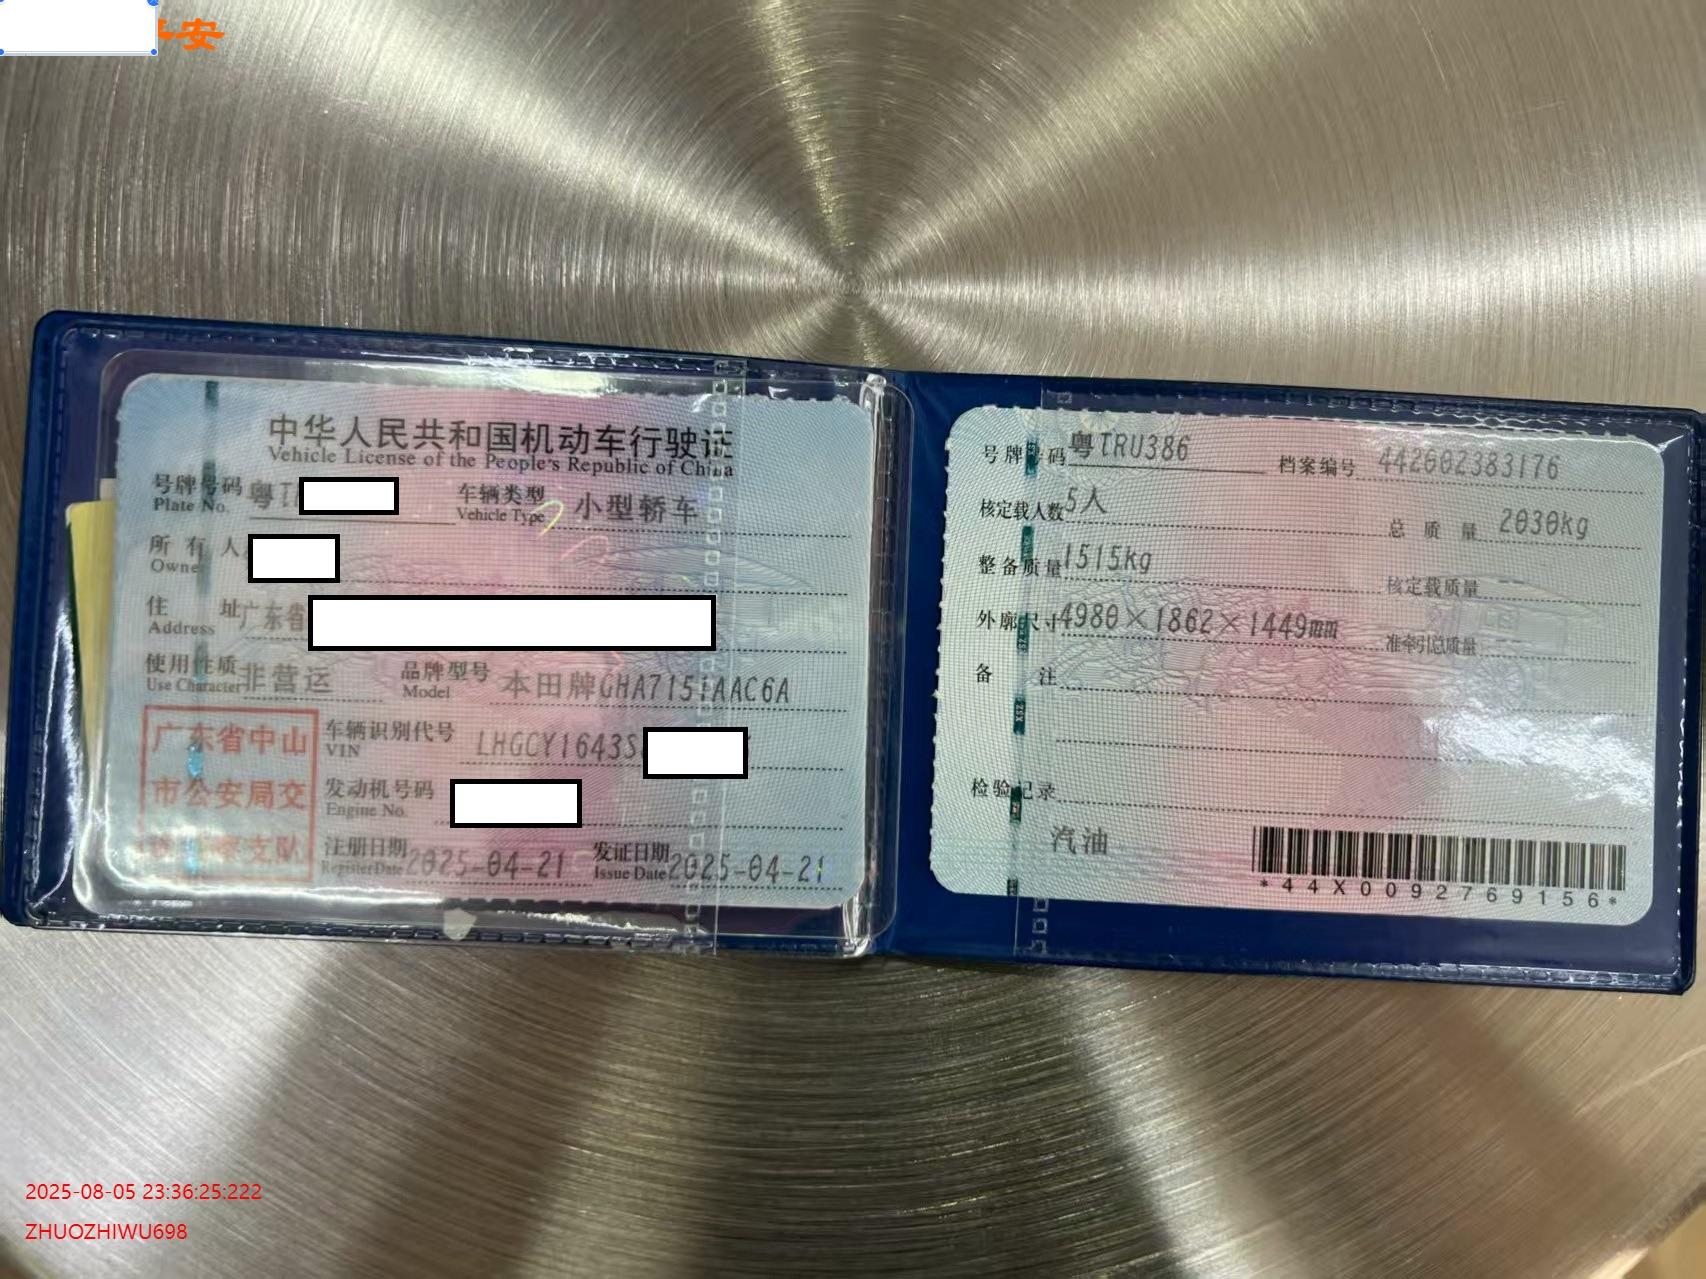 平安
中华人民共和国机动车行驶证
Vehicle License of the People's Republic of China
号牌号码 粤T
Plate No.
车辆类型 小型轿车
Vehicle Type
所有人
Owner
住址 广东省
Address
使用性质 非营运
Use Character
品牌型号 本田牌GHA7151AAC6A
Model
广东省中山
市公安局交
支队
车辆识别代号 LHGCY1643S
VIN
发动机号码
Engine No.
注册日期 2025-04-21
Register Date
发证日期 2025-04-21
Issue Date
号牌号码 粤TRU386
档案编号 442002383176
核定载人数 5人
总质量 2030kg
整备质量 1515kg
核定载质量
外廓尺寸 4980×1862×1449mm
准牵引总质量
备注
检验记录
汽油
*44X0092769156*
2025-08-05 23:36:25:222
ZHUOZHIWU698